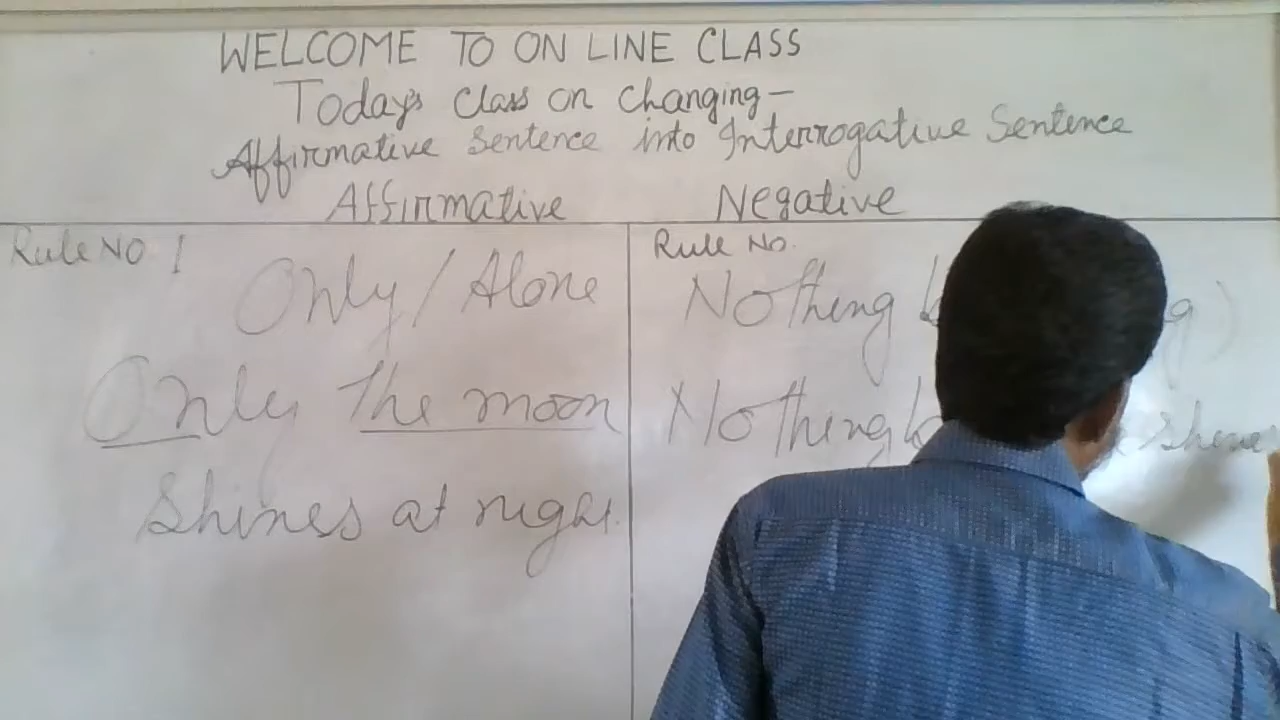 WELCOME TO ON LINE CLASS
Today's Class on Changing-
Affirmative Sentence into Interrogative Sentence
Affirmative Negative
Rule NO 1
Only / Alone
Only the moon
Shines at night.
Rule No.
Nothing
Nothing